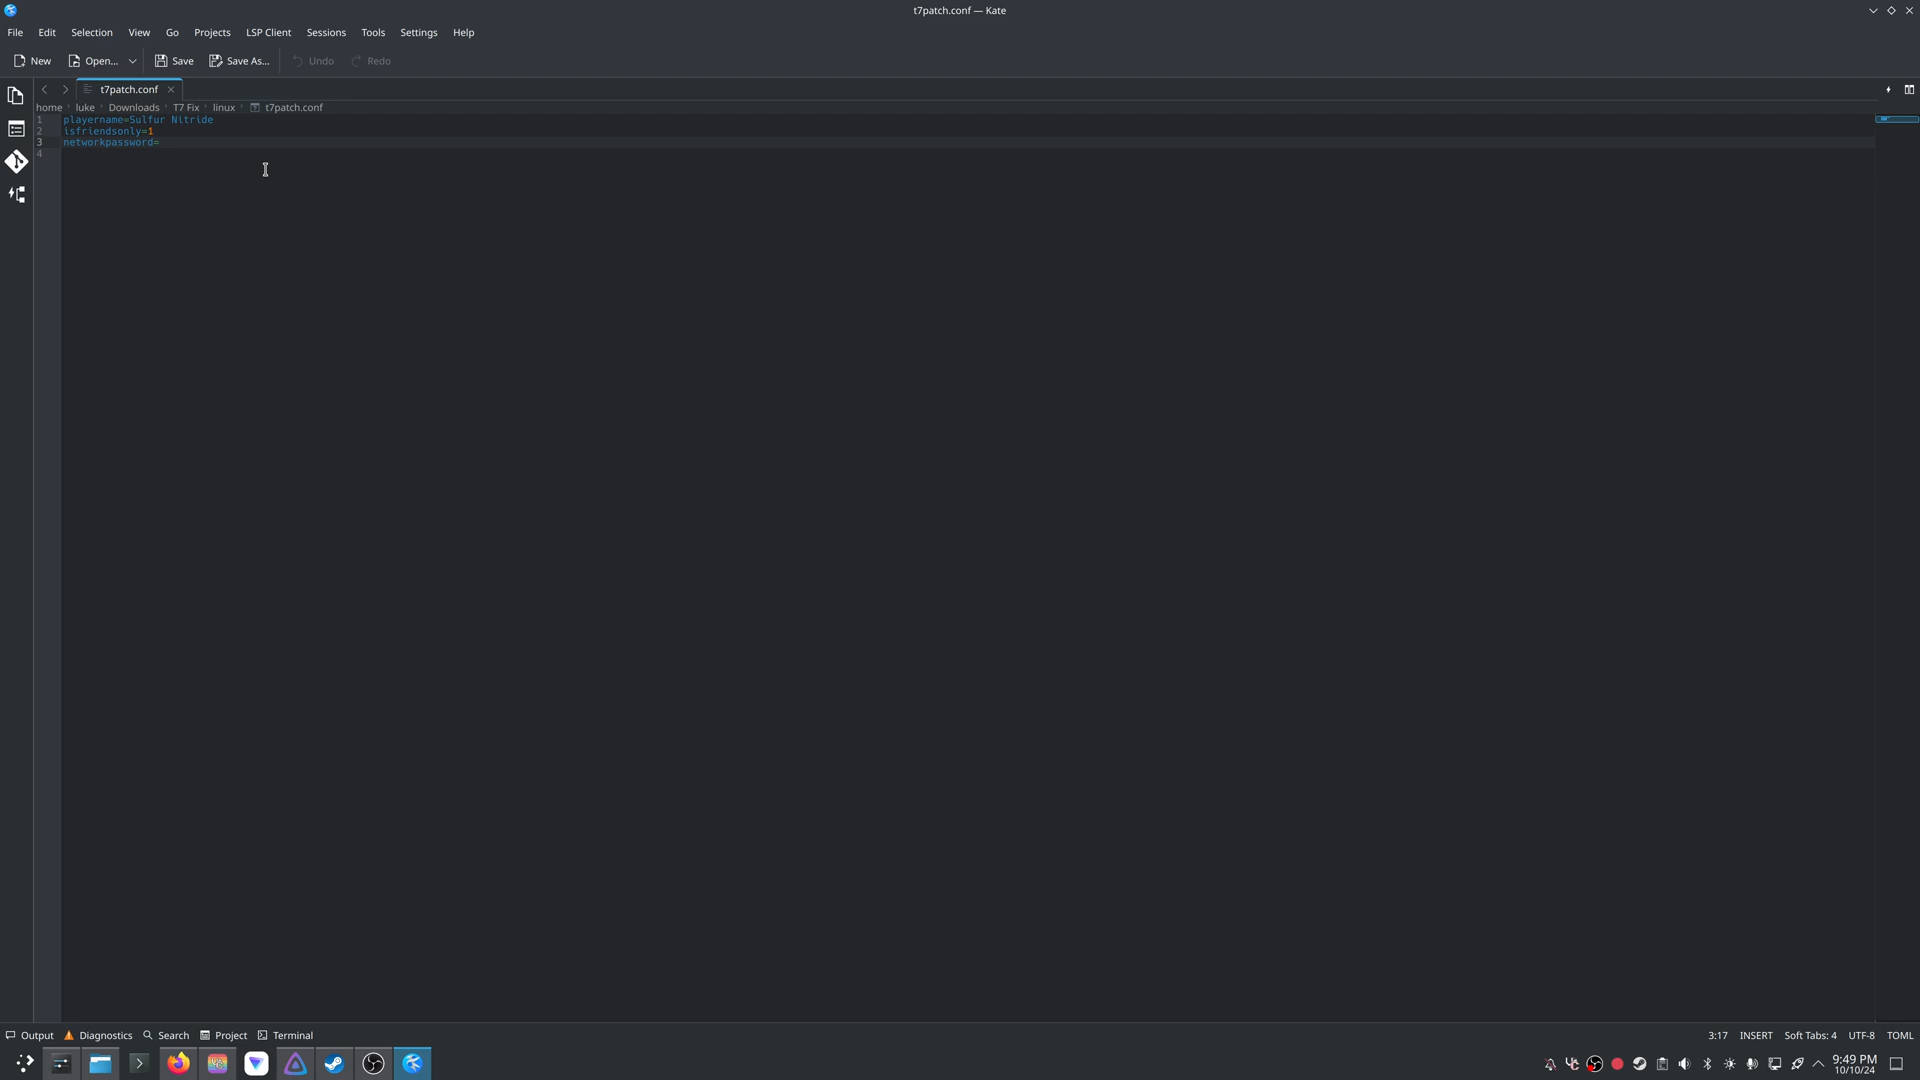 t7patch.conf — Kate
File Edit Selection View Go Projects LSP Client Sessions Tools Settings Help
New Open... Save Save As... Undo Redo
t7patch.conf
home luke Downloads T7 Fix linux t7patch.conf
1 playername=Sulfur Nitride
2 isfriendsonly=1
3 networkpassword=
4
Output Diagnostics Search Project Terminal 3:17 INSERT Soft Tabs: 4 UTF-8 TOML
9:49 PM
10/10/24